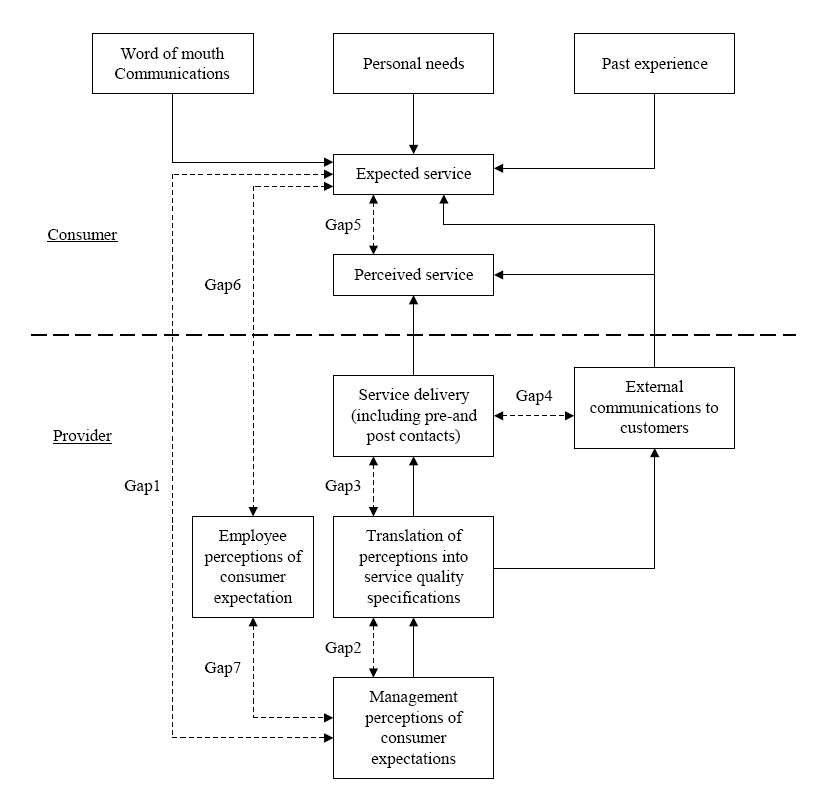 Word of mouth
Communications
Personal needs
Past experience
Expected service
Gap5
Consumer
Gap6
Perceived service
Service delivery
(including pre-and
post contacts)
Gap4
External
communications to
customers
Provider
Gap1
Gap3
Employee
perceptions of
consumer
expectation
Translation of
perceptions into
service quality
specifications
Gap7
Gap2
Management
perceptions of
consumer
expectations